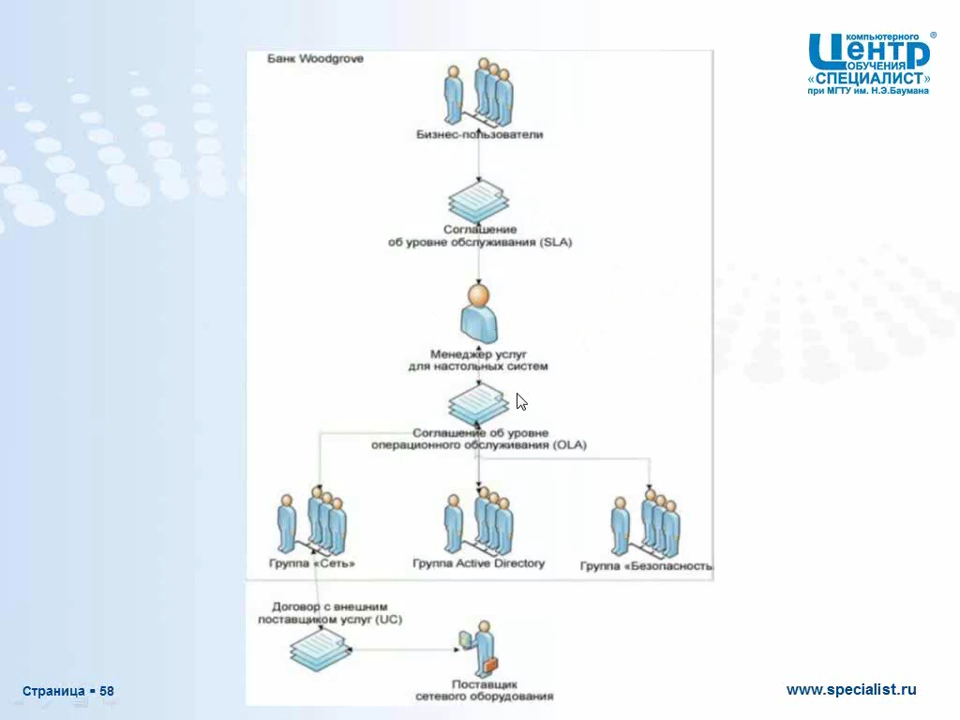 компьютерного
Центр
ОБУЧЕНИЯ
«СПЕЦИАЛИСТ»
при МГТУ им. Н.Э.Баумана
®
Банк Woodgrove
Бизнес-пользователи
Соглашение
об уровне обслуживания (SLA)
Менеджер услуг
для настольных систем
Соглашение об уровне
операционного обслуживания (OLA)
Группа «Сеть»
Группа Active Directory
Группа «Безопасность
Договор с внешним
поставщиком услуг (UC)
Поставщик
сетевого оборудования
Страница ▪ 58
www.specialist.ru